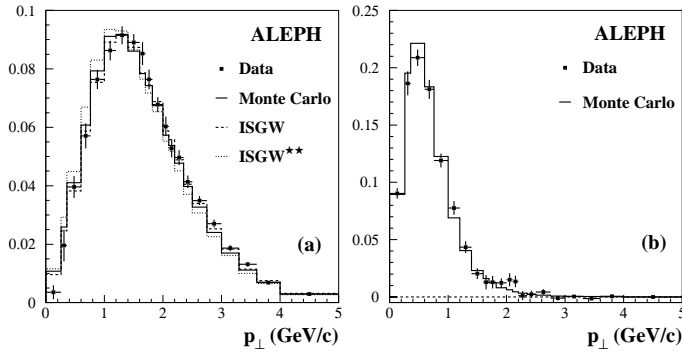 ALEPH
Data
Monte Carlo
ISGW
ISGW★★
(a)
0
0.02
0.04
0.06
0.08
0.1
0 1 2 3 4 5
p⊥ (GeV/c)
ALEPH
Data
Monte Carlo
(b)
0
0.05
0.1
0.15
0.2
0.25
0 1 2 3 4 5
p⊥ (GeV/c)